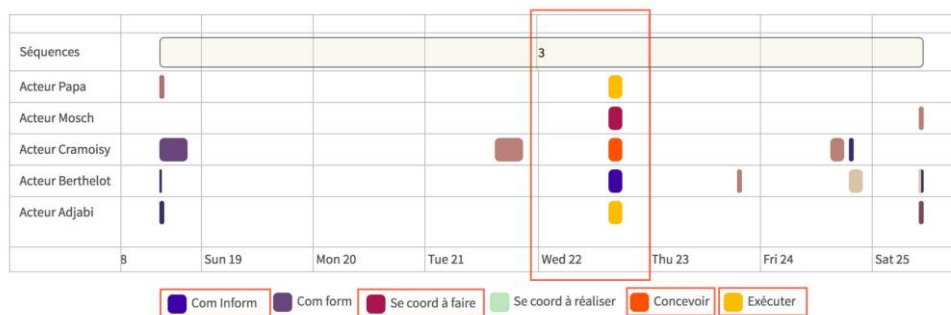 Séquences
3
Acteur Papa
Acteur Mosch
Acteur Cramoisy
Acteur Berthelot
Acteur Adjabi
8 Sun 19 Mon 20 Tue 21 Wed 22 Thu 23 Fri 24 Sat 25
Com Inform Com form Se coord à faire Se coord à réaliser Concevoir Exécuter